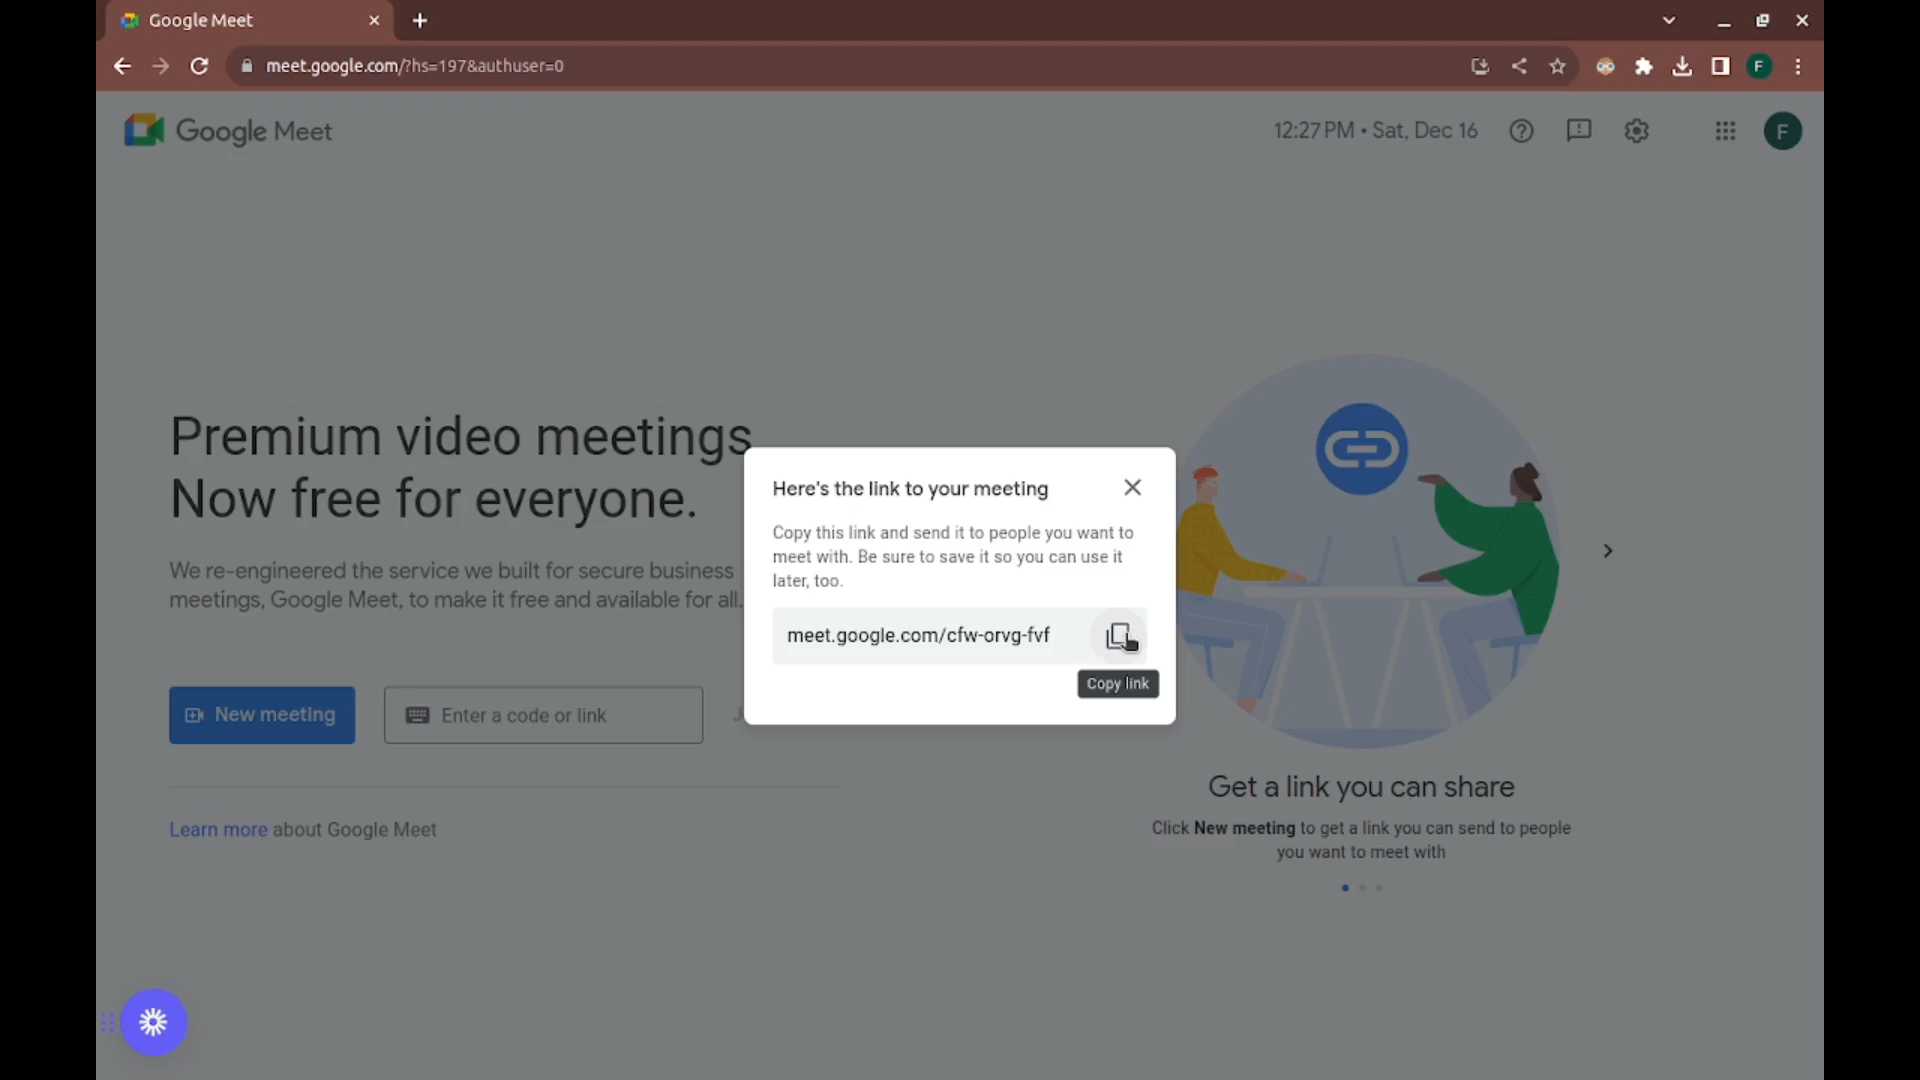 Google Meet
meet.google.com/?hs=197&authuser=0
F
Google Meet
12:27 PM • Sat, Dec 16
F
Premium video meetings.
Now free for everyone.
We re-engineered the service we built for secure business
meetings, Google Meet, to make it free and available for all.
New meeting
Enter a code or link
Learn more about Google Meet
Here's the link to your meeting
Copy this link and send it to people you want to
meet with. Be sure to save it so you can use it
later, too.
meet.google.com/cfw-orvg-fvf
Copy link
Get a link you can share
Click New meeting to get a link you can send to people
you want to meet with